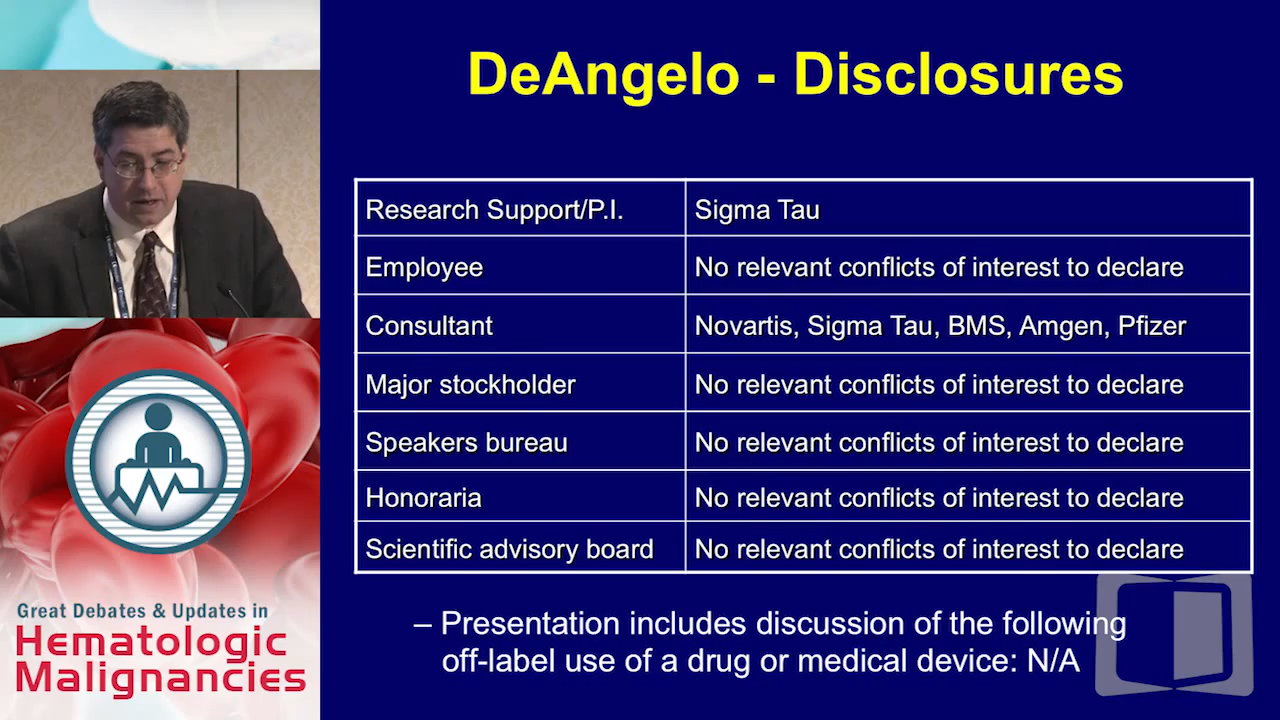 DeAngelo - Disclosures
Research Support/P.I. Sigma Tau
Employee No relevant conflicts of interest to declare
Consultant Novartis, Sigma Tau, BMS, Amgen, Pfizer
Major stockholder No relevant conflicts of interest to declare
Speakers bureau No relevant conflicts of interest to declare
Honoraria No relevant conflicts of interest to declare
Scientific advisory board No relevant conflicts of interest to declare
– Presentation includes discussion of the following
off-label use of a drug or medical device: N/A
Great Debates & Updates in
Hematologic
Malignancies